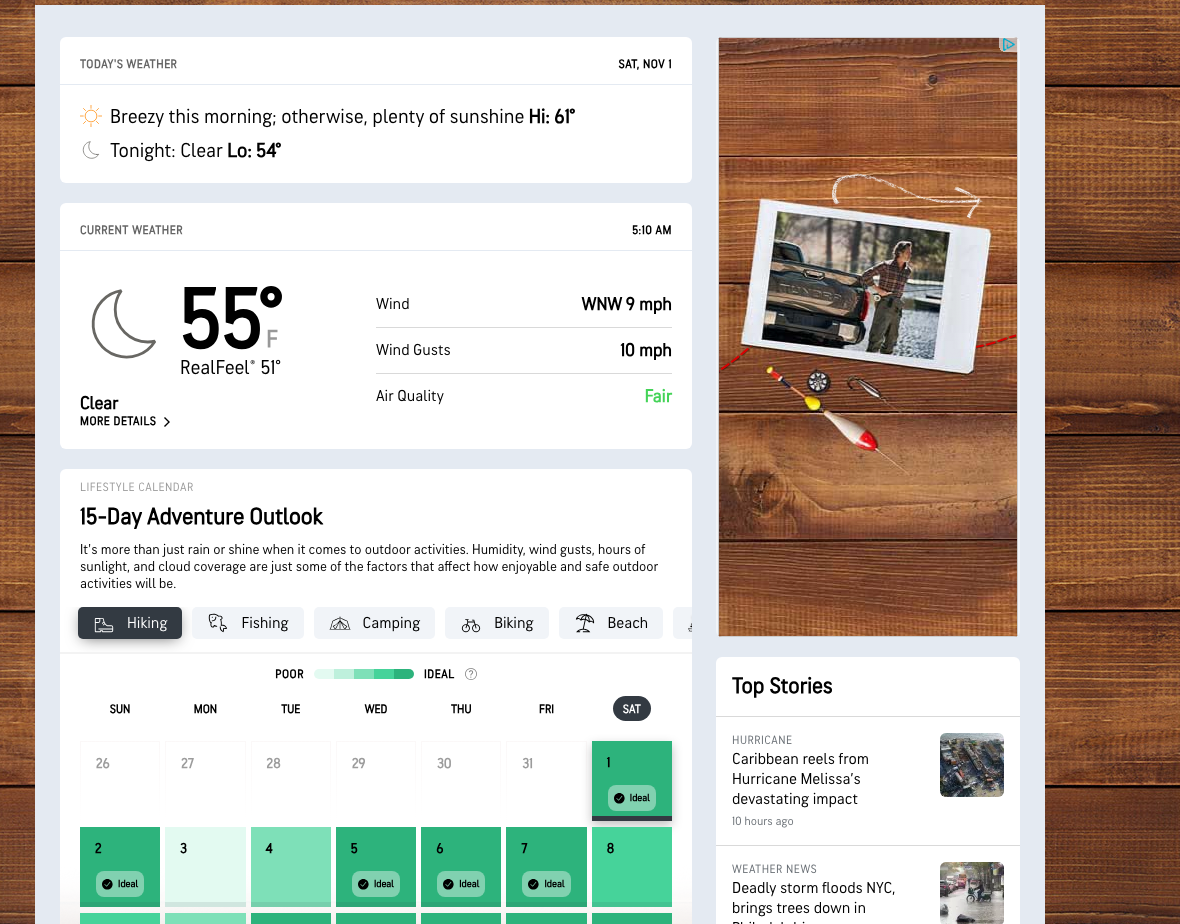 TODAY'S WEATHER
SAT, NOV 1
Breezy this morning; otherwise, plenty of sunshine Hi: 61°
Tonight: Clear Lo: 54°
CURRENT WEATHER
5:10 AM
55°F
RealFeel® 51°
Clear
MORE DETAILS
Wind
WNW 9 mph
Wind Gusts
10 mph
Air Quality
Fair
LIFESTYLE CALENDAR
15-Day Adventure Outlook
It's more than just rain or shine when it comes to outdoor activities. Humidity, wind gusts, hours of
sunlight, and cloud coverage are just some of the factors that affect how enjoyable and safe outdoor
activities will be.
Hiking
Fishing
Camping
Biking
Beach
POOR
IDEAL ?
SUN MON TUE WED THU FRI SAT
26 27 28 29 30 31 1
Ideal
2 3 4 5 6 7 8
Ideal Ideal Ideal Ideal
TUNDRA
Top Stories
HURRICANE
Caribbean reels from
Hurricane Melissa's
devastating impact
10 hours ago
WEATHER NEWS
Deadly storm floods NYC,
brings trees down in